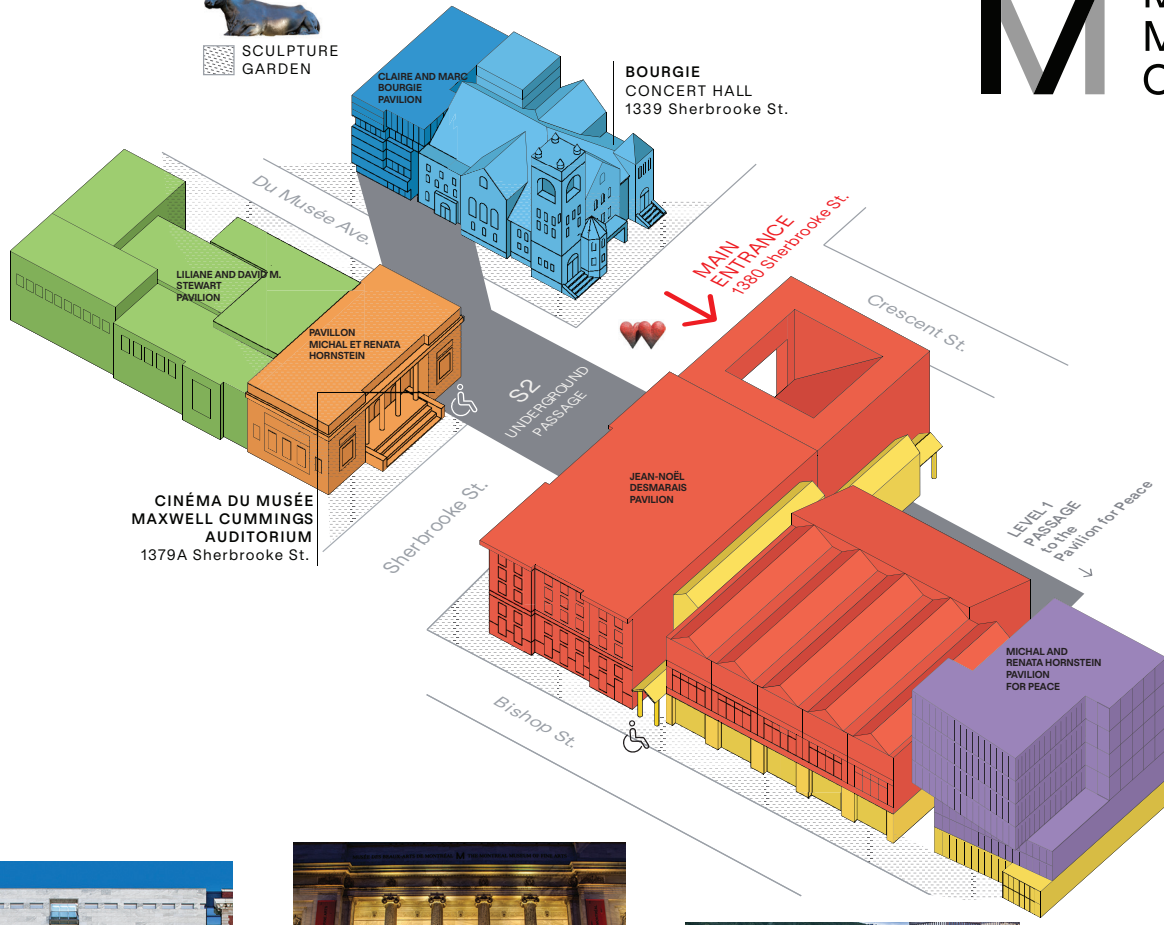 SCULPTURE
GARDEN
CLAIRE AND MARC
BOURGIE
PAVILION
BOURGIE
CONCERT HALL
1339 Sherbrooke St.
M
M
M
C
Du Musée Ave.
MAIN
ENTRANCE
1380 Sherbrooke St.
LILIANE AND DAVID M.
STEWART
PAVILION
PAVILLON
MICHAL ET RENATA
HORNSTEIN
Crescent St.
S2
UNDERGROUND
PASSAGE
JEAN-NOËL
DESMARAIS
PAVILION
CINÉMA DU MUSÉE
MAXWELL CUMMINGS
AUDITORIUM
1379A Sherbrooke St.
Sherbrooke St.
LEVEL 1
PASSAGE
to the
Pavilion for Peace
MICHAL AND
RENATA HORNSTEIN
PAVILION
FOR PEACE
Bishop St.